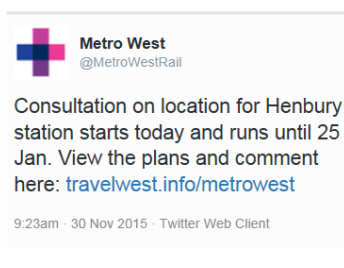 Metro West
@MetroWestRail
Consultation on location for Henbury
station starts today and runs until 25
Jan. View the plans and comment
here: travelwest.info/metrowest
9:23am · 30 Nov 2015 · Twitter Web Client